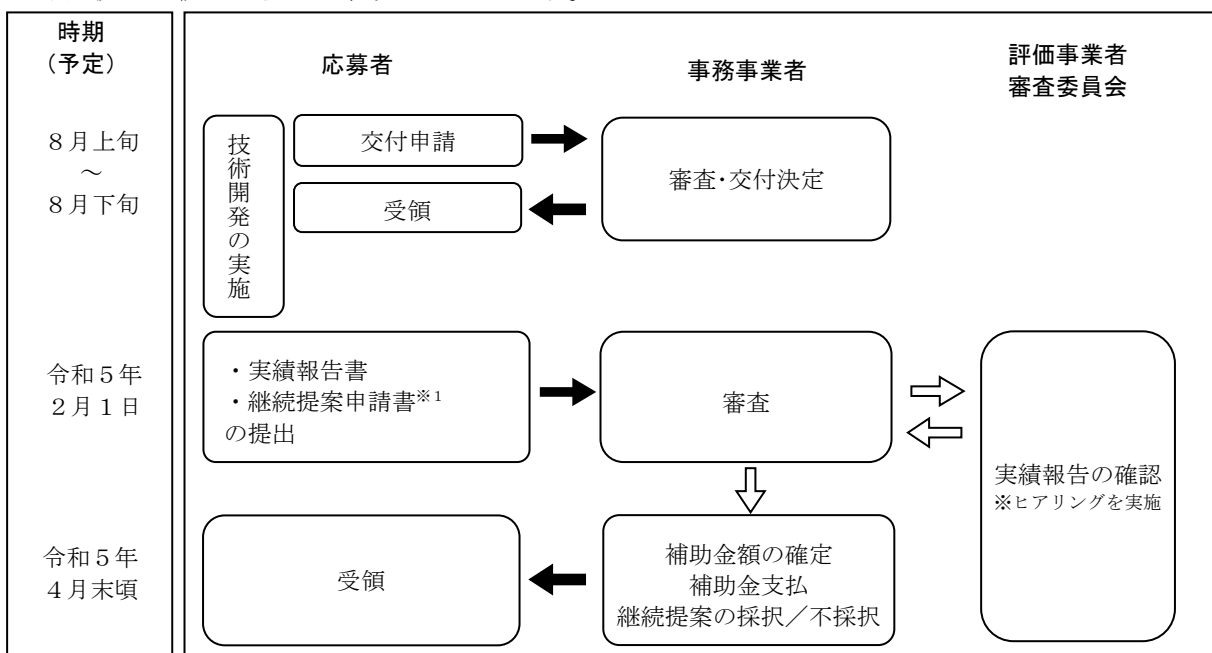 時期
（予定）
応募者
事務事業者
評価事業者
審査委員会
８月上旬
～
８月下旬
技術開発の実施
交付申請
受領
審査・交付決定
令和５年
２月１日
・実績報告書
・継続提案申請書※1
の提出
審査
実績報告の確認
※ヒアリングを実施
令和５年
４月末頃
受領
補助金額の確定
補助金支払
継続提案の採択／不採択